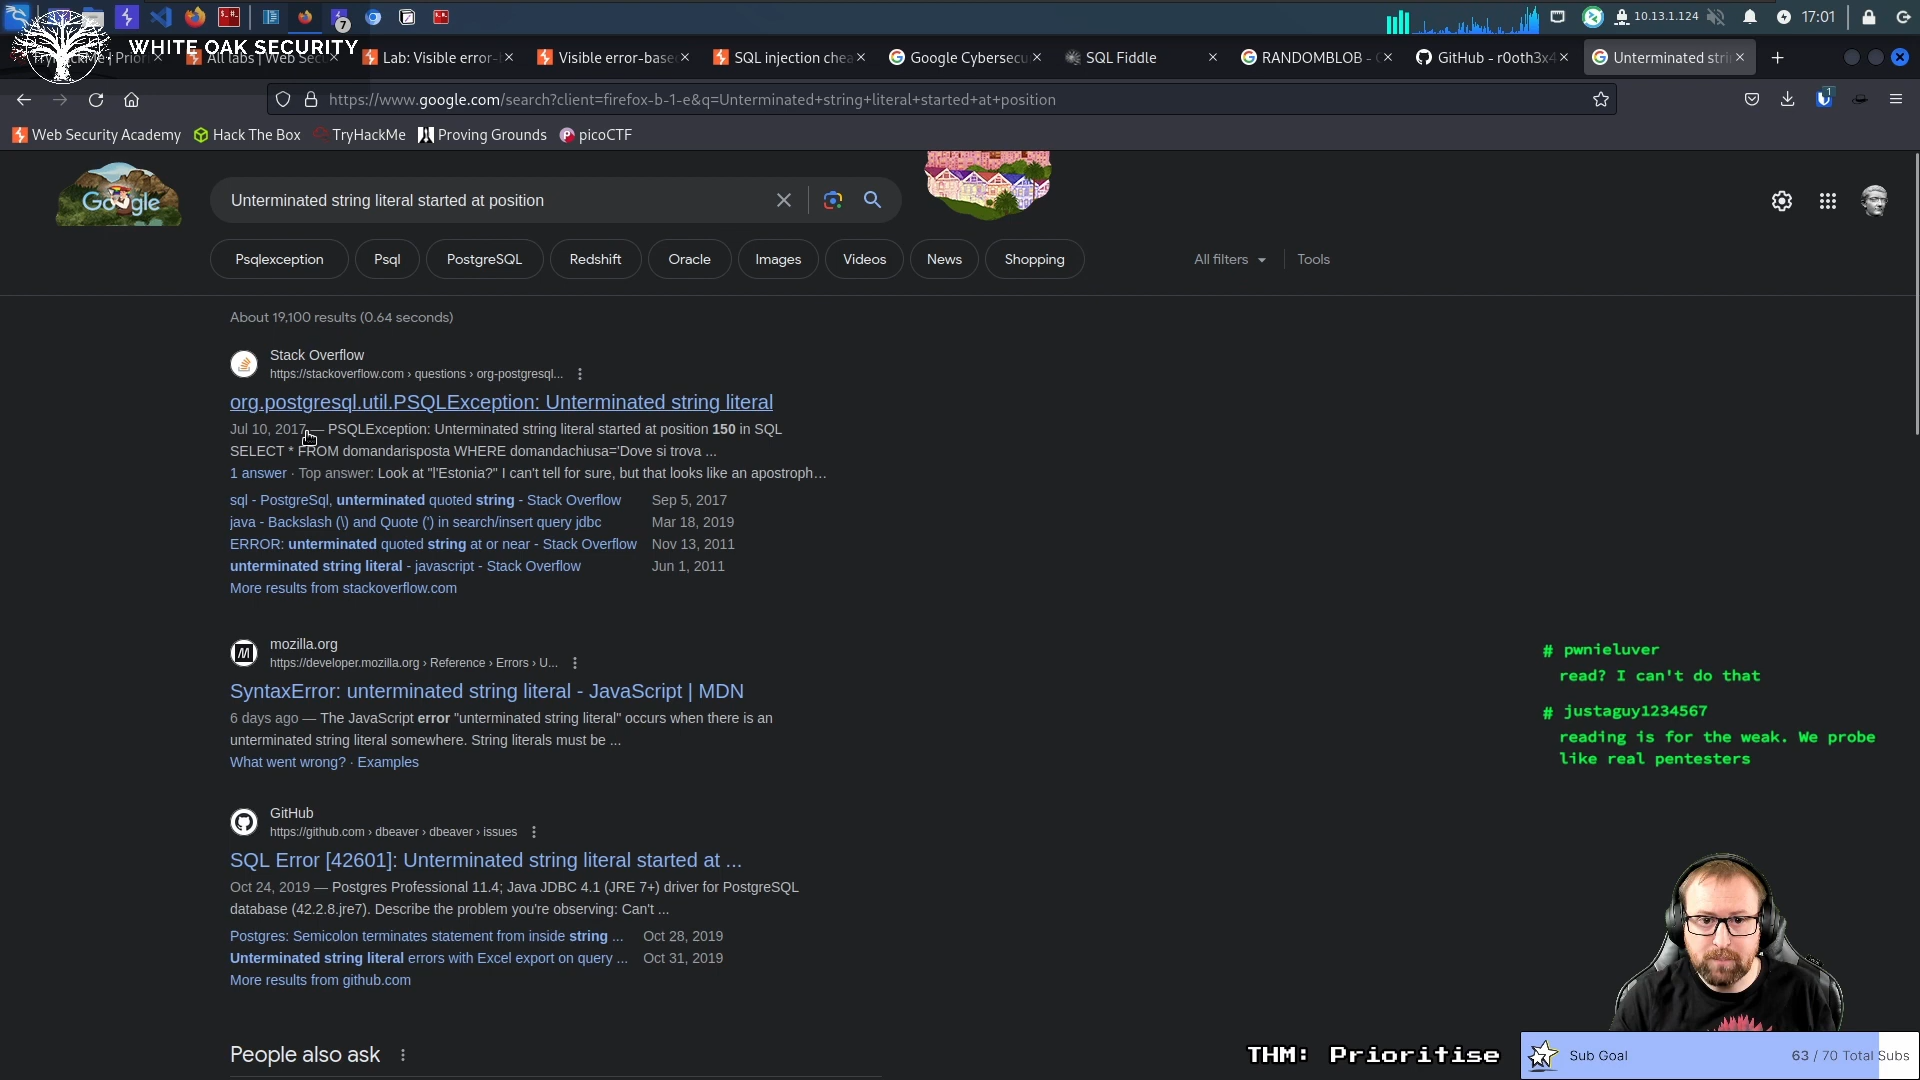 7
10.13.1.124
17:01
WHITE OAK SECURITY
All labs | Web Secu
Lab: Visible error-
Visible error-base
SQL injection chea
Google Cybersecu
SQL Fiddle
RANDOMBLOB -
GitHub - r0oth3x4
Unterminated stri
https://www.google.com/search?client=firefox-b-1-e&q=Unterminated+string+literal+started+at+position
1
Web Security Academy
Hack The Box
TryHackMe
Proving Grounds
picoCTF
Google
Unterminated string literal started at position
Psqlexception
Psql
PostgreSQL
Redshift
Oracle
Images
Videos
News
Shopping
All filters
Tools
About 19,100 results (0.64 seconds)
Stack Overflow
https://stackoverflow.com › questions › org-postgresql...
org.postgresql.util.PSQLException: Unterminated string literal
Jul 10, 2017 — PSQLException: Unterminated string literal started at position 150 in SQL
SELECT * FROM domandarisposta WHERE domandachiusa='Dove si trova ...
1 answer · Top answer: Look at "l'Estonia?" I can't tell for sure, but that looks like an apostroph...
sql - PostgreSql, unterminated quoted string - Stack Overflow Sep 5, 2017
java - Backslash (\) and Quote (') in search/insert query jdbc Mar 18, 2019
ERROR: unterminated quoted string at or near - Stack Overflow Nov 13, 2011
unterminated string literal - javascript - Stack Overflow Jun 1, 2011
More results from stackoverflow.com
mozilla.org
https://developer.mozilla.org › Reference › Errors › U...
SyntaxError: unterminated string literal - JavaScript | MDN
6 days ago — The JavaScript error "unterminated string literal" occurs when there is an
unterminated string literal somewhere. String literals must be ...
What went wrong? · Examples
GitHub
https://github.com › dbeaver › dbeaver › issues
SQL Error [42601]: Unterminated string literal started at ...
Oct 24, 2019 — Postgres Professional 11.4; Java JDBC 4.1 (JRE 7+) driver for PostgreSQL
database (42.2.8.jre7). Describe the problem you're observing: Can't ...
Postgres: Semicolon terminates statement from inside string ... Oct 28, 2019
Unterminated string literal errors with Excel export on query ... Oct 31, 2019
More results from github.com
People also ask
# pwnieluver
read? I can't do that
# justaguy1234567
reading is for the weak. We probe
like real pentesters
THM: Prioritise
Sub Goal
63 / 70 Total Subs